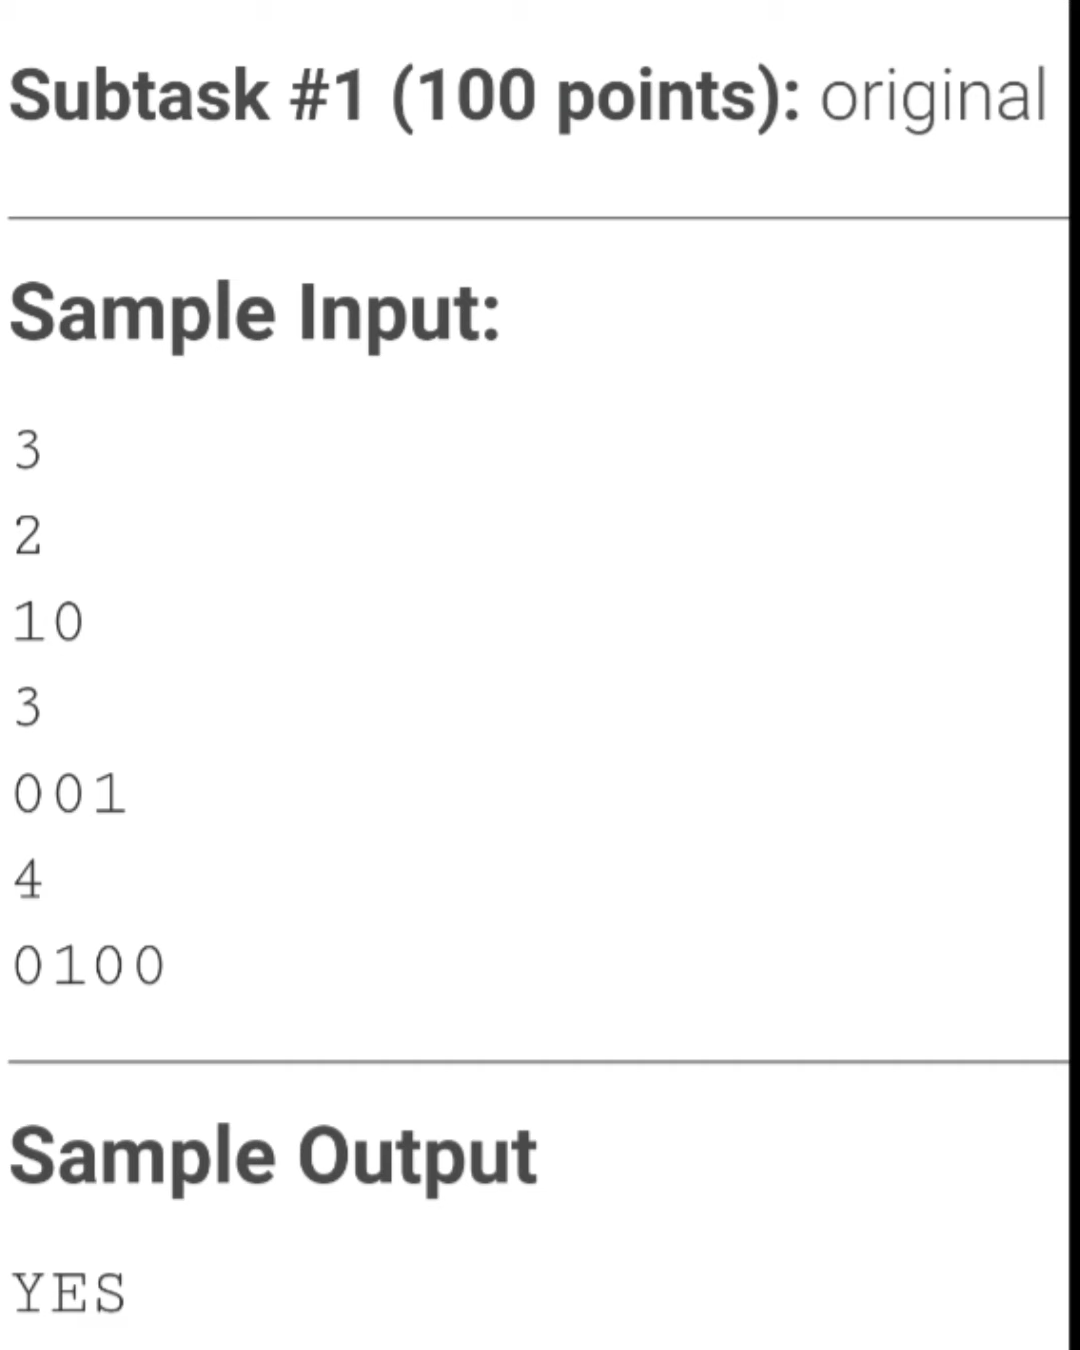 Subtask #1 (100 points): original
Sample Input:
3
2
10
3
001
4
0100
Sample Output
YES